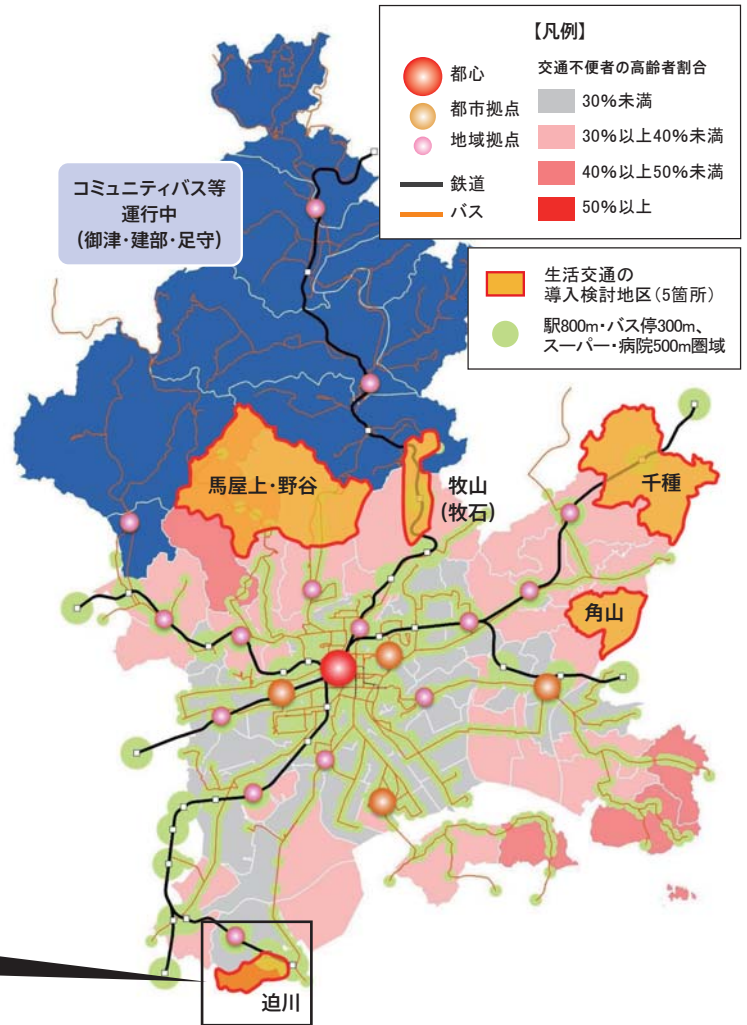 【凡例】
都心
都市拠点
地域拠点
鉄道
バス
交通不便者の高齢者割合
30%未満
30%以上40%未満
40%以上50%未満
50%以上
生活交通の
導入検討地区(5箇所)
駅800m・バス停300m、
スーパー・病院500m圏域
コミュニティバス等
運行中
(御津・建部・足守)
馬屋上・野谷
牧山
(牧石)
千種
角山
迫川